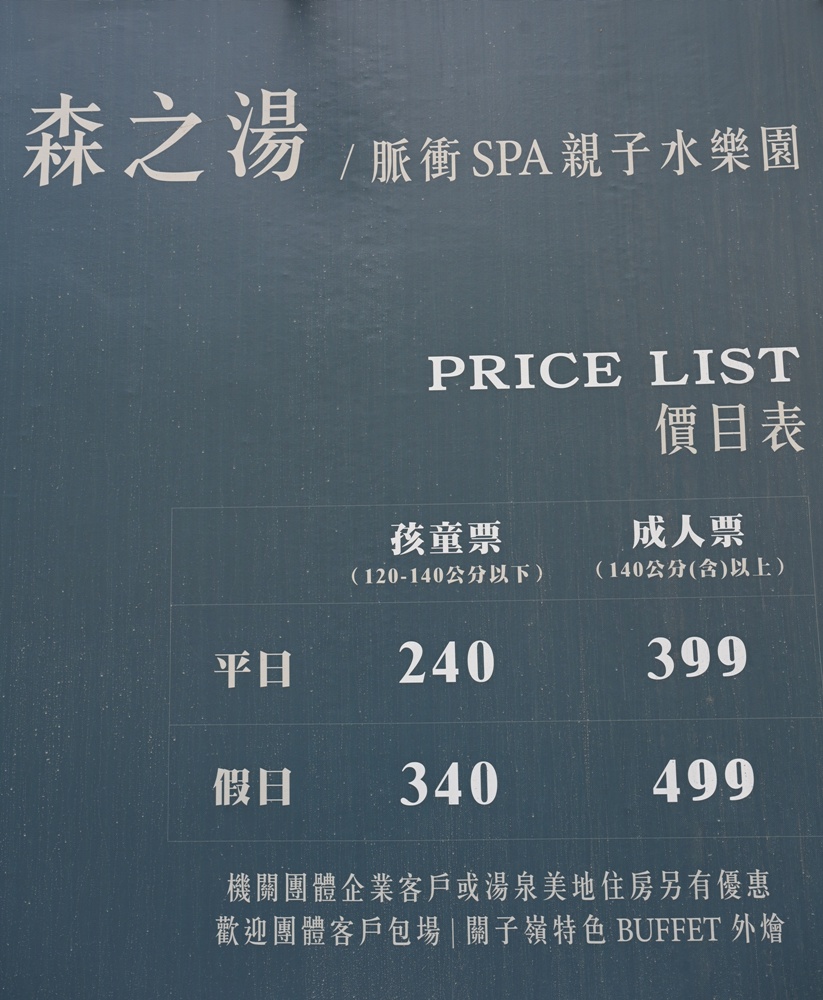 森之湯 / 脈衝SPA親子水樂園
PRICE LIST
價目表
孩童票 成人票
（120-140公分以下） （140公分(含)以上）
平日 240 399
假日 340 499
機關團體企業客戶或湯泉美地住房另有優惠
歡迎團體客戶包場|關子嶺特色 BUFFET 外燴